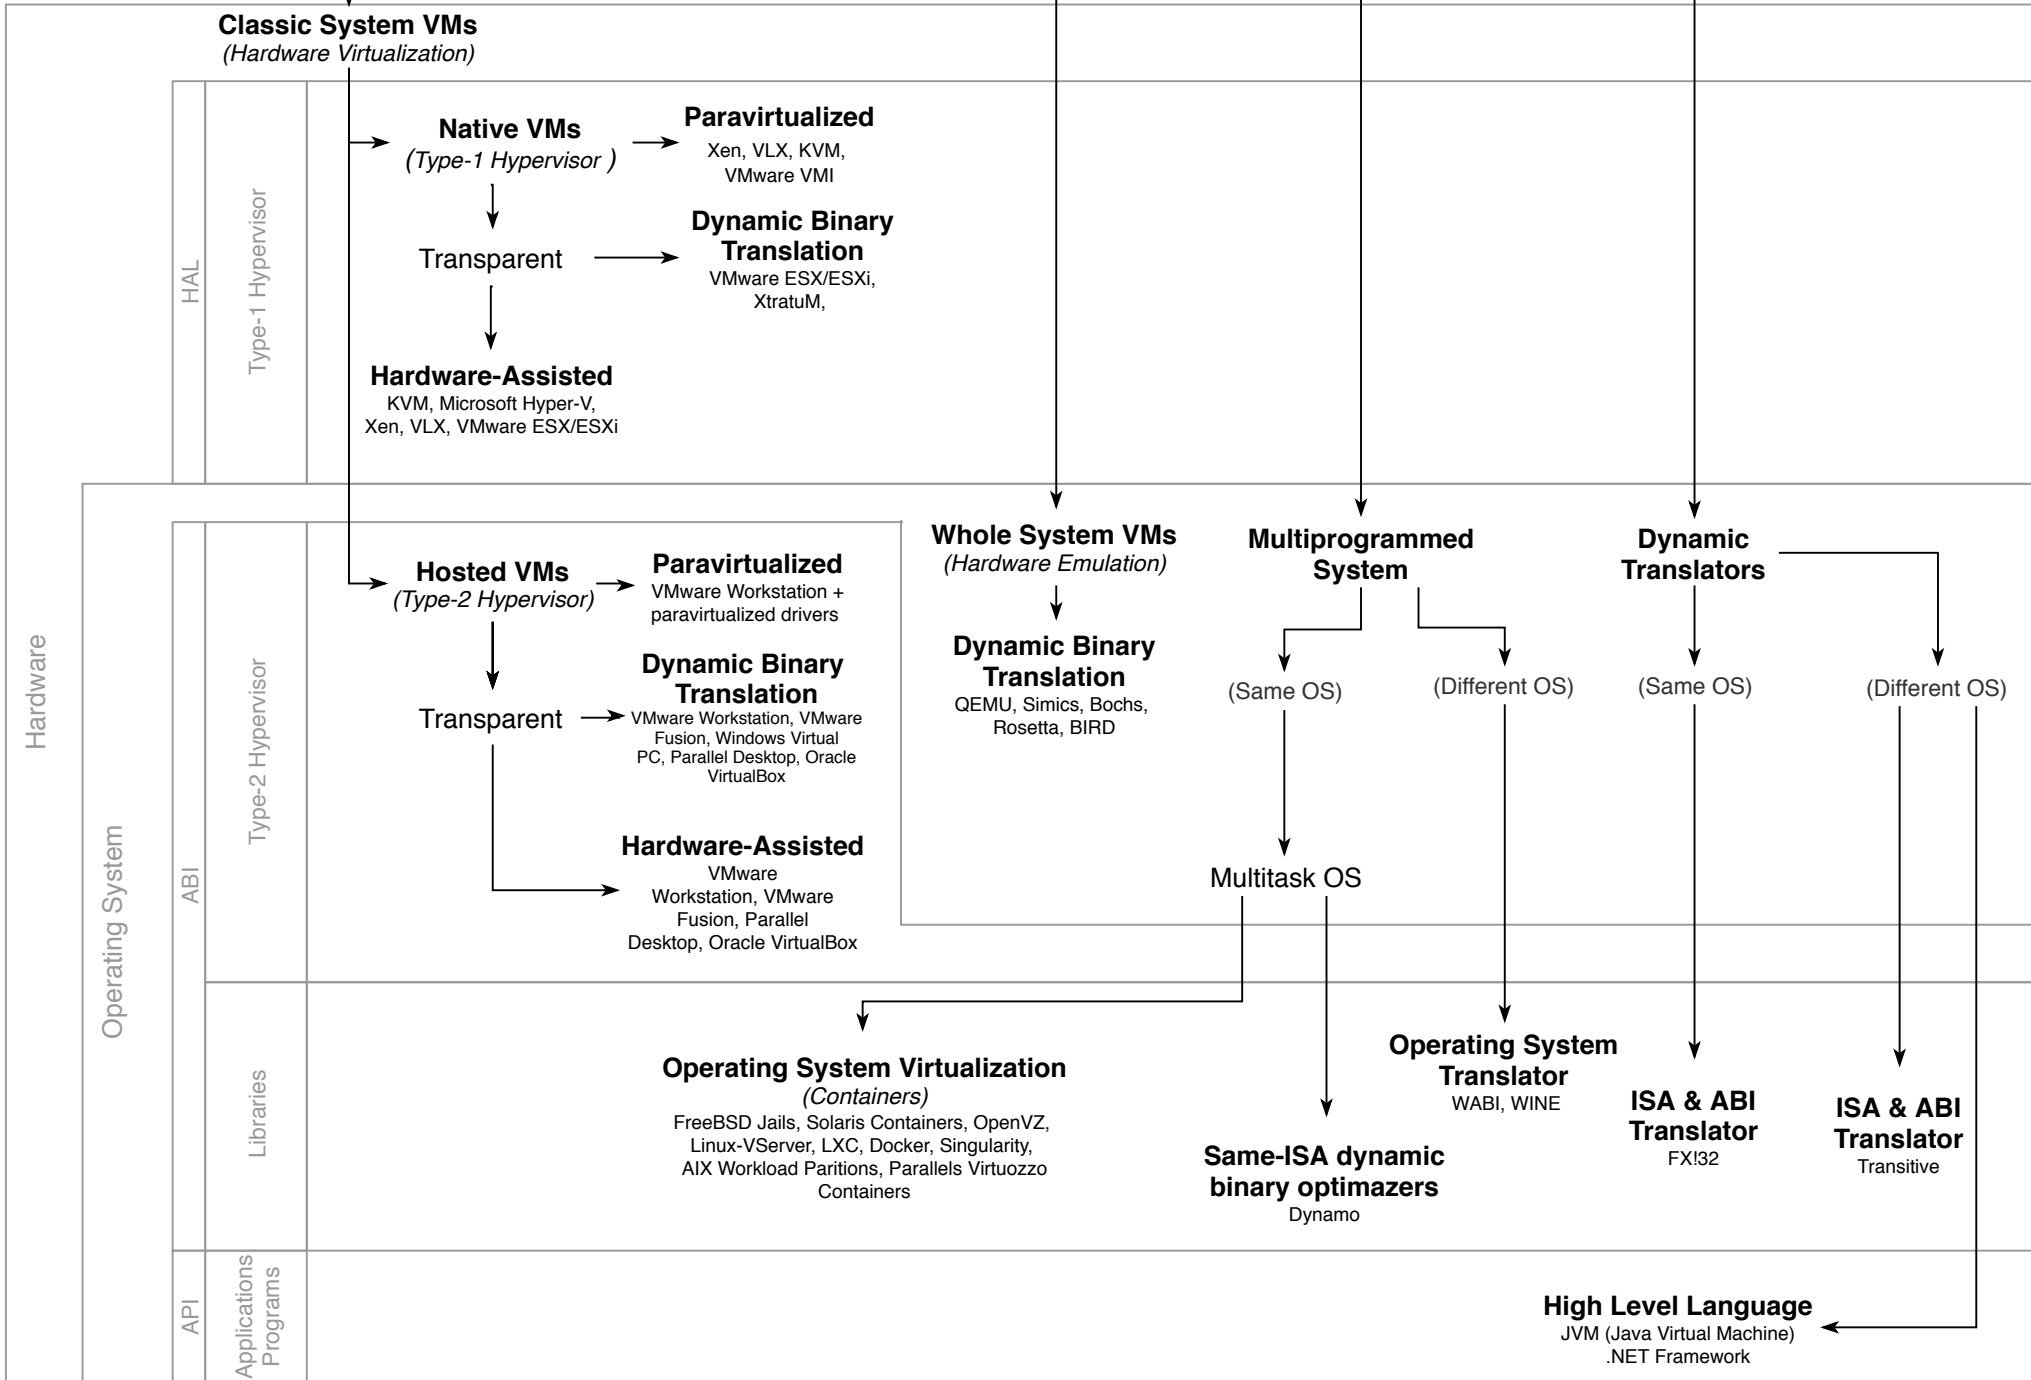 Classic System VMs
(Hardware Virtualization)
HAL
Type-1 Hypervisor
Native VMs
(Type-1 Hypervisor )
Paravirtualized
Xen, VLX, KVM,
VMware VMI
Transparent
Dynamic Binary
Translation
VMware ESX/ESXi,
XtratuM,
Hardware-Assisted
KVM, Microsoft Hyper-V,
Xen, VLX, VMware ESX/ESXi
Hardware
Operating System
ABI
Type-2 Hypervisor
Hosted VMs
(Type-2 Hypervisor)
Paravirtualized
VMware Workstation +
paravirtualized drivers
Transparent
Dynamic Binary
Translation
VMware Workstation, VMware
Fusion, Windows Virtual
PC, Parallel Desktop, Oracle
VirtualBox
Hardware-Assisted
VMware
Workstation, VMware
Fusion, Parallel
Desktop, Oracle VirtualBox
Whole System VMs
(Hardware Emulation)
Dynamic Binary
Translation
QEMU, Simics, Bochs,
Rosetta, BIRD
Multiprogrammed
System
(Same OS)
(Different OS)
Multitask OS
Dynamic
Translators
(Same OS)
(Different OS)
Libraries
Operating System Virtualization
(Containers)
FreeBSD Jails, Solaris Containers, OpenVZ,
Linux-VServer, LXC, Docker, Singularity,
AIX Workload Paritions, Parallels Virtuozzo
Containers
Same-ISA dynamic
binary optimazers
Dynamo
Operating System
Translator
WABI, WINE
ISA & ABI
Translator
FX!32
ISA & ABI
Translator
Transitive
API
Applications
Programs
High Level Language
JVM (Java Virtual Machine)
.NET Framework